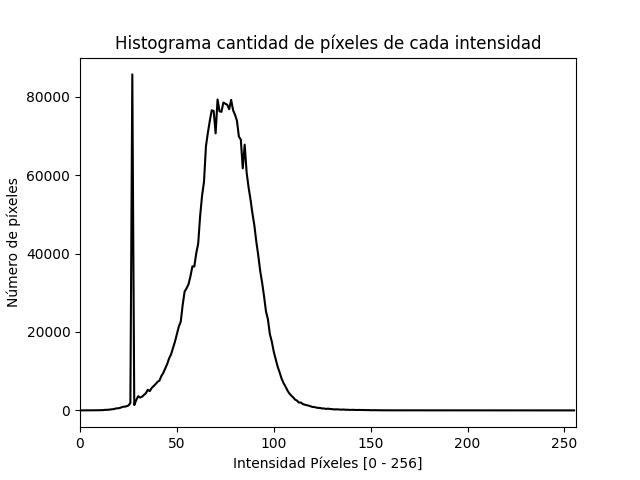 Histograma cantidad de píxeles de cada intensidad
Número de píxeles
80000
60000
40000
20000
0
0 50 100 150 200 250
Intensidad Píxeles [0 - 256]